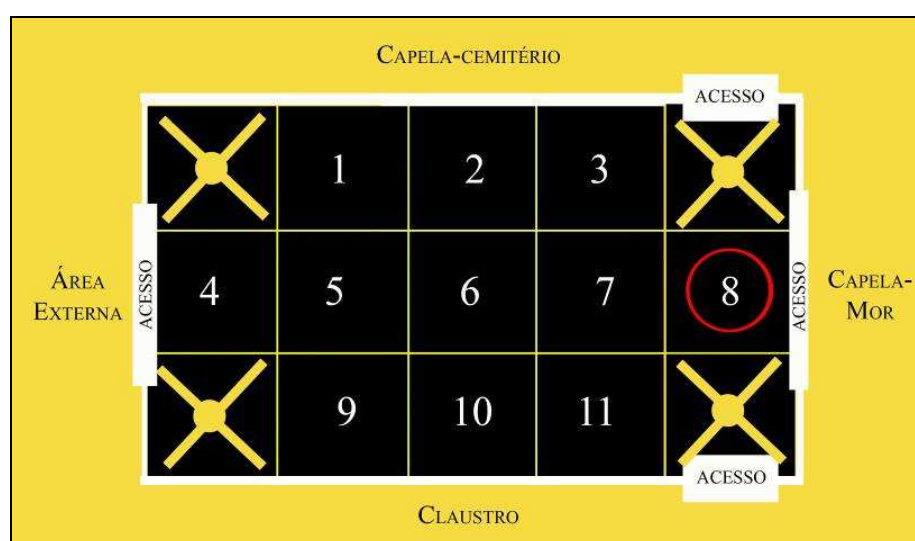 CAPELA-CEMITÉRIO
ACESSO
1 2 3
ÁREA EXTERNA
ACESSO
4 5 6 7 8
ACESSO
CAPELA-MOR
9 10 11
ACESSO
CLAUSTRO